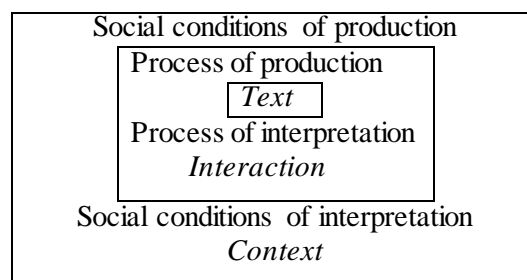 Social conditions of production
Process of production
Text
Process of interpretation
Interaction
Social conditions of interpretation
Context